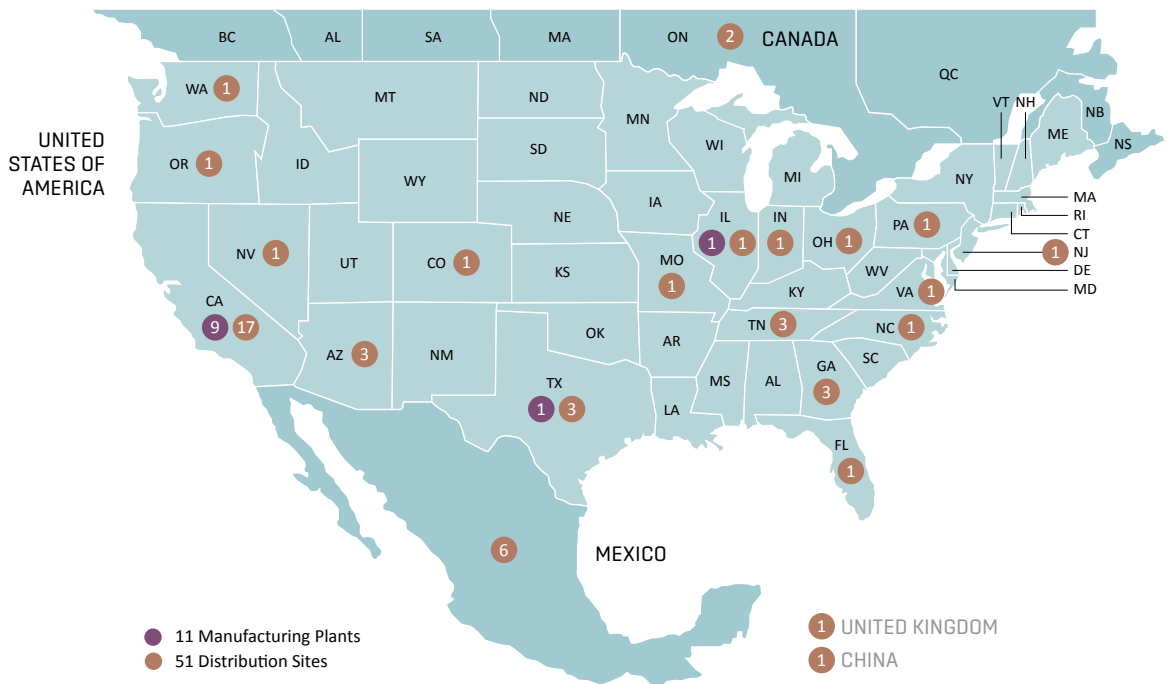 BC
AL
SA
MA
ON
2
CANADA
QC
WA
1
MT
ND
MN
VT
NH
NB
ME
NS
UNITED
STATES OF
AMERICA
OR
1
ID
SD
WI
MI
NY
WY
MA
RI
CT
1
NJ
DE
MD
NE
IA
IL
1
1
IN
1
OH
1
PA
1
NV
1
UT
CO
1
KS
MO
1
WV
KY
VA
1
CA
9
17
AZ
3
NM
OK
AR
TN
3
NC
1
SC
TX
1
3
LA
MS
AL
GA
3
FL
1
6
MEXICO
11 Manufacturing Plants
51 Distribution Sites
1 UNITED KINGDOM
1 CHINA